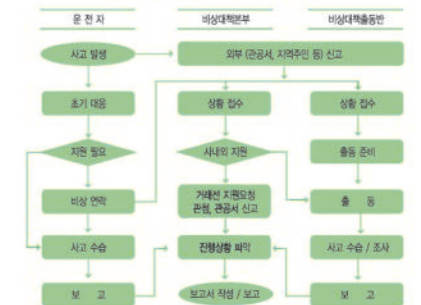 운 전 자
비상대책본부
비상대책출동반
사고 발생
외부 (관공서, 지역주민 등) 신고
초기 대응
상황 접수
상황 접수
지원 필요
사내외 지원
출동 준비
비상 연락
거래선 지원요청
관청, 관공서 신고
출 동
사고 수습
진행상황 파악
사고 수습 / 조사
보 고
보고서 작성 / 보고
보 고